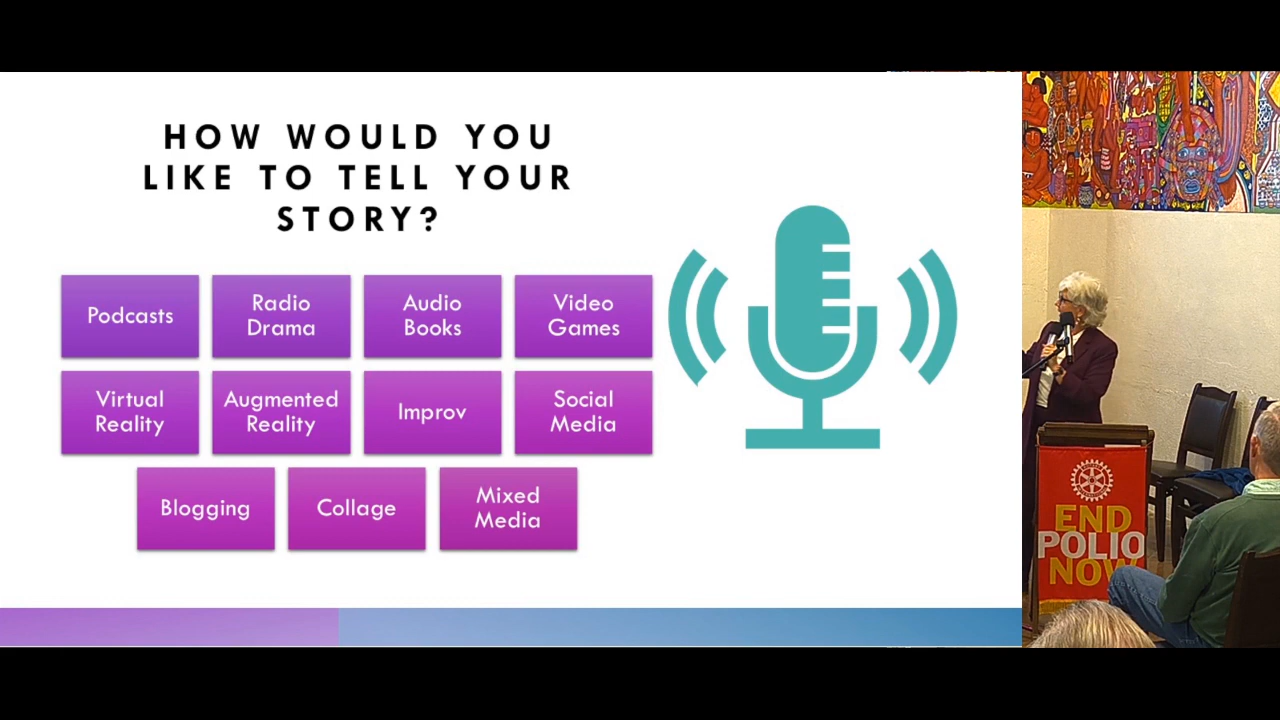 HOW WOULD YOU
LIKE TO TELL YOUR
STORY?
Podcasts
Radio
Drama
Audio
Books
Video
Games
Virtual
Reality
Augmented
Reality
Improv
Social
Media
Blogging
Collage
Mixed
Media
END
POLIO
NOW